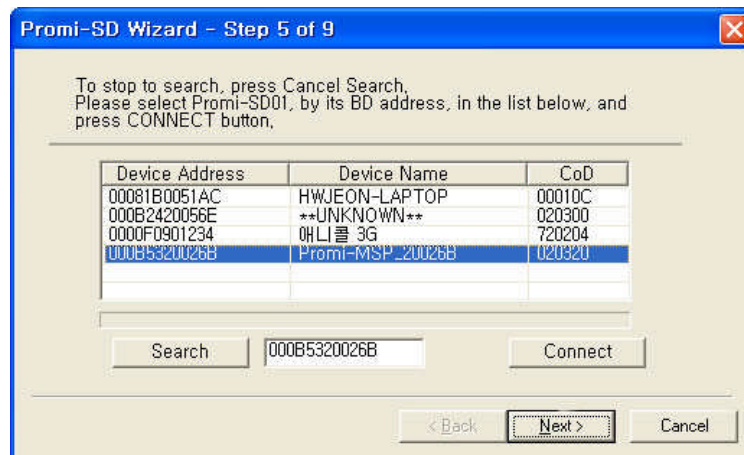 Promi-SD Wizard - Step 5 of 9
To stop to search, press Cancel Search,
Please select Promi-SD01, by its BD address, in the list below, and
press CONNECT button,
Device Address Device Name CoD
00081B0051AC HWJEON-LAPTOP 00010C
000B2420056E **UNKNOWN** 020300
0000F0901234 애니콜 3G 720204
000B5320026B Promi-MSP_20026B 020320
Search 000B5320026B Connect
< Back Next > Cancel